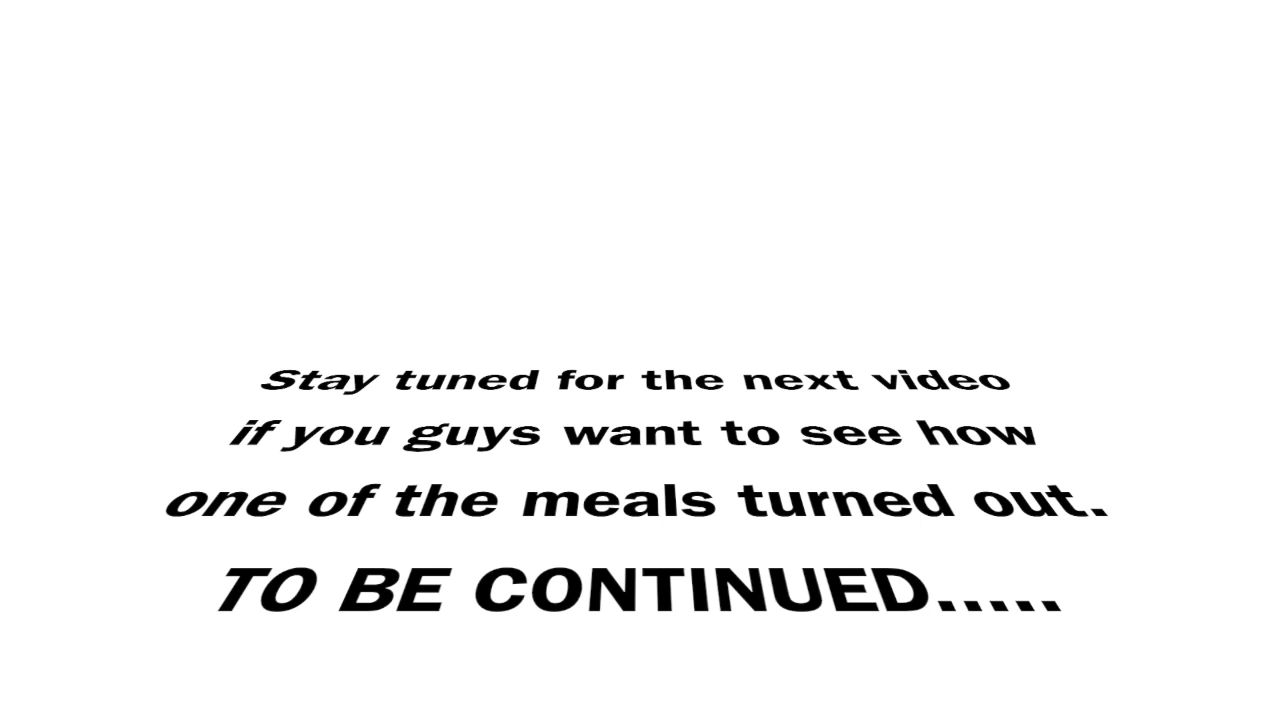 Stay tuned for the next video
if you guys want to see how
one of the meals turned out.
TO BE CONTINUED.....